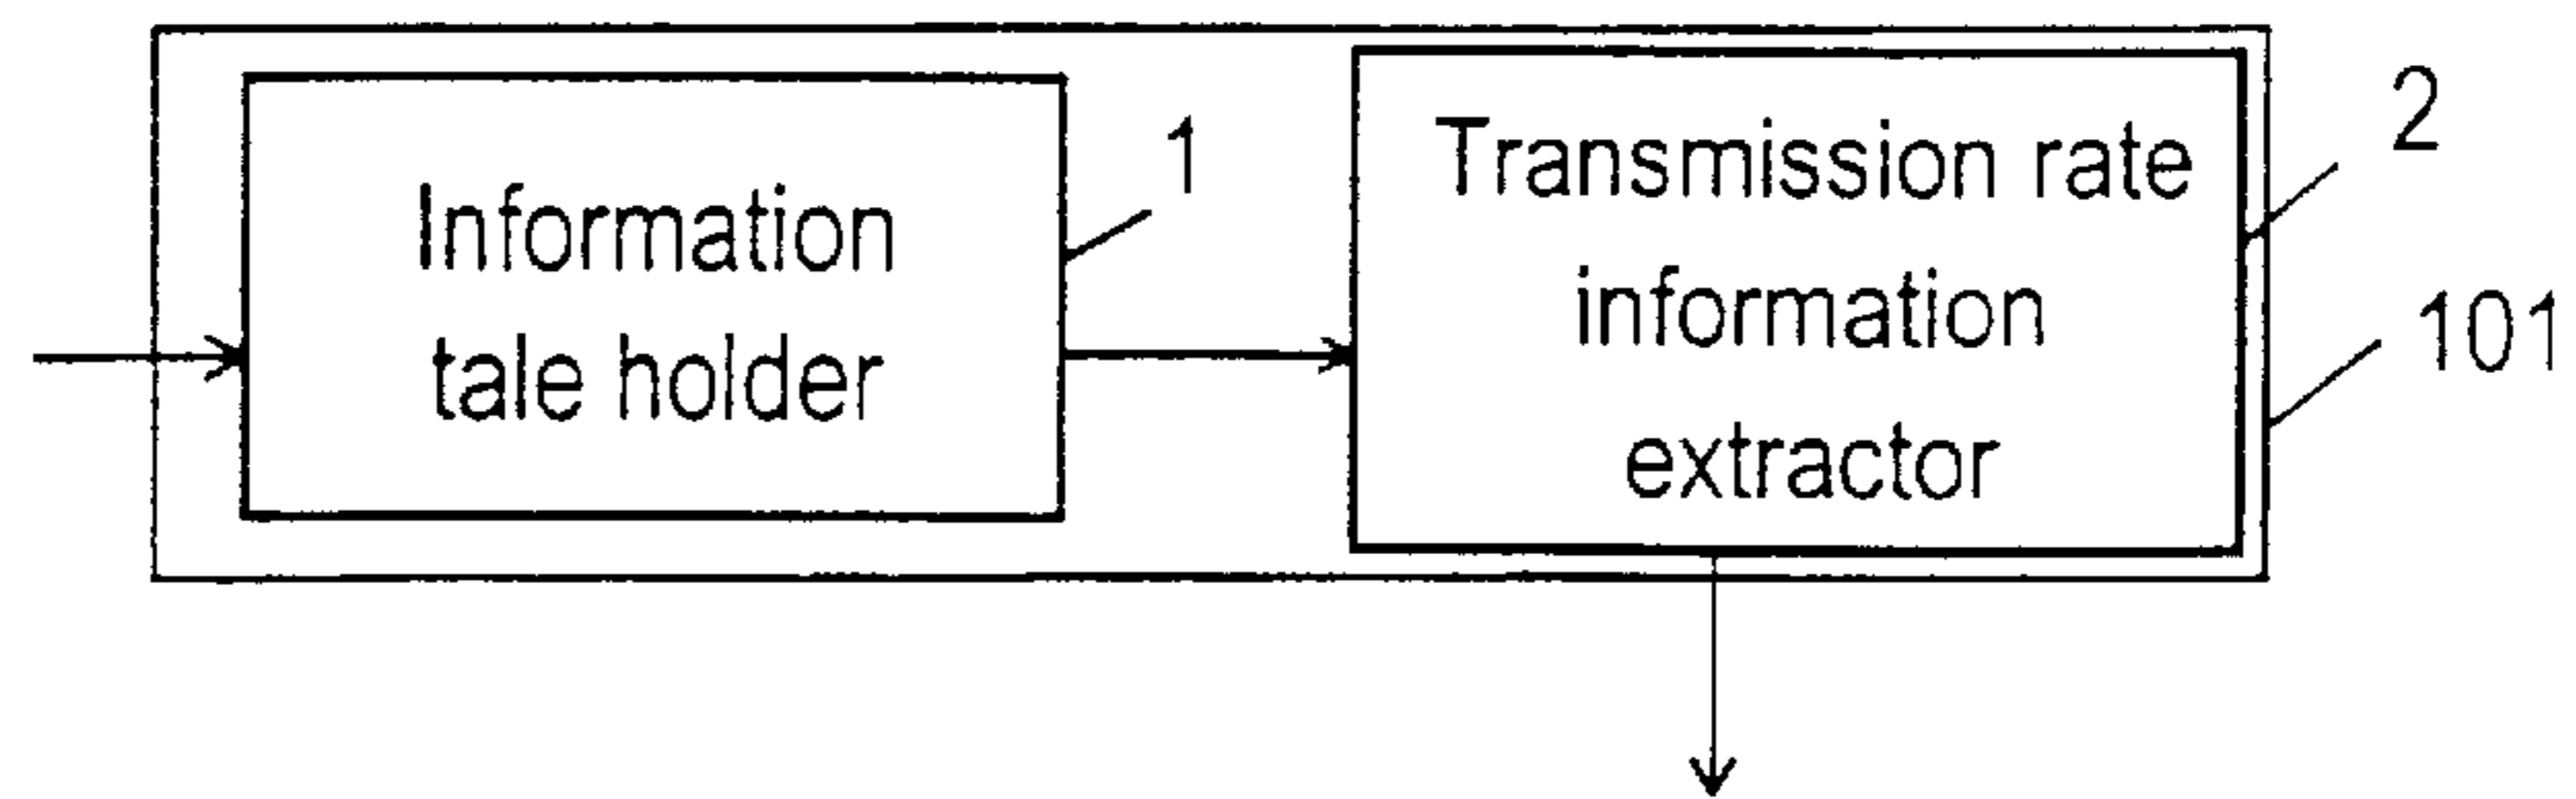 Information
tale holder
1
Transmission rate
information
extractor
2
101